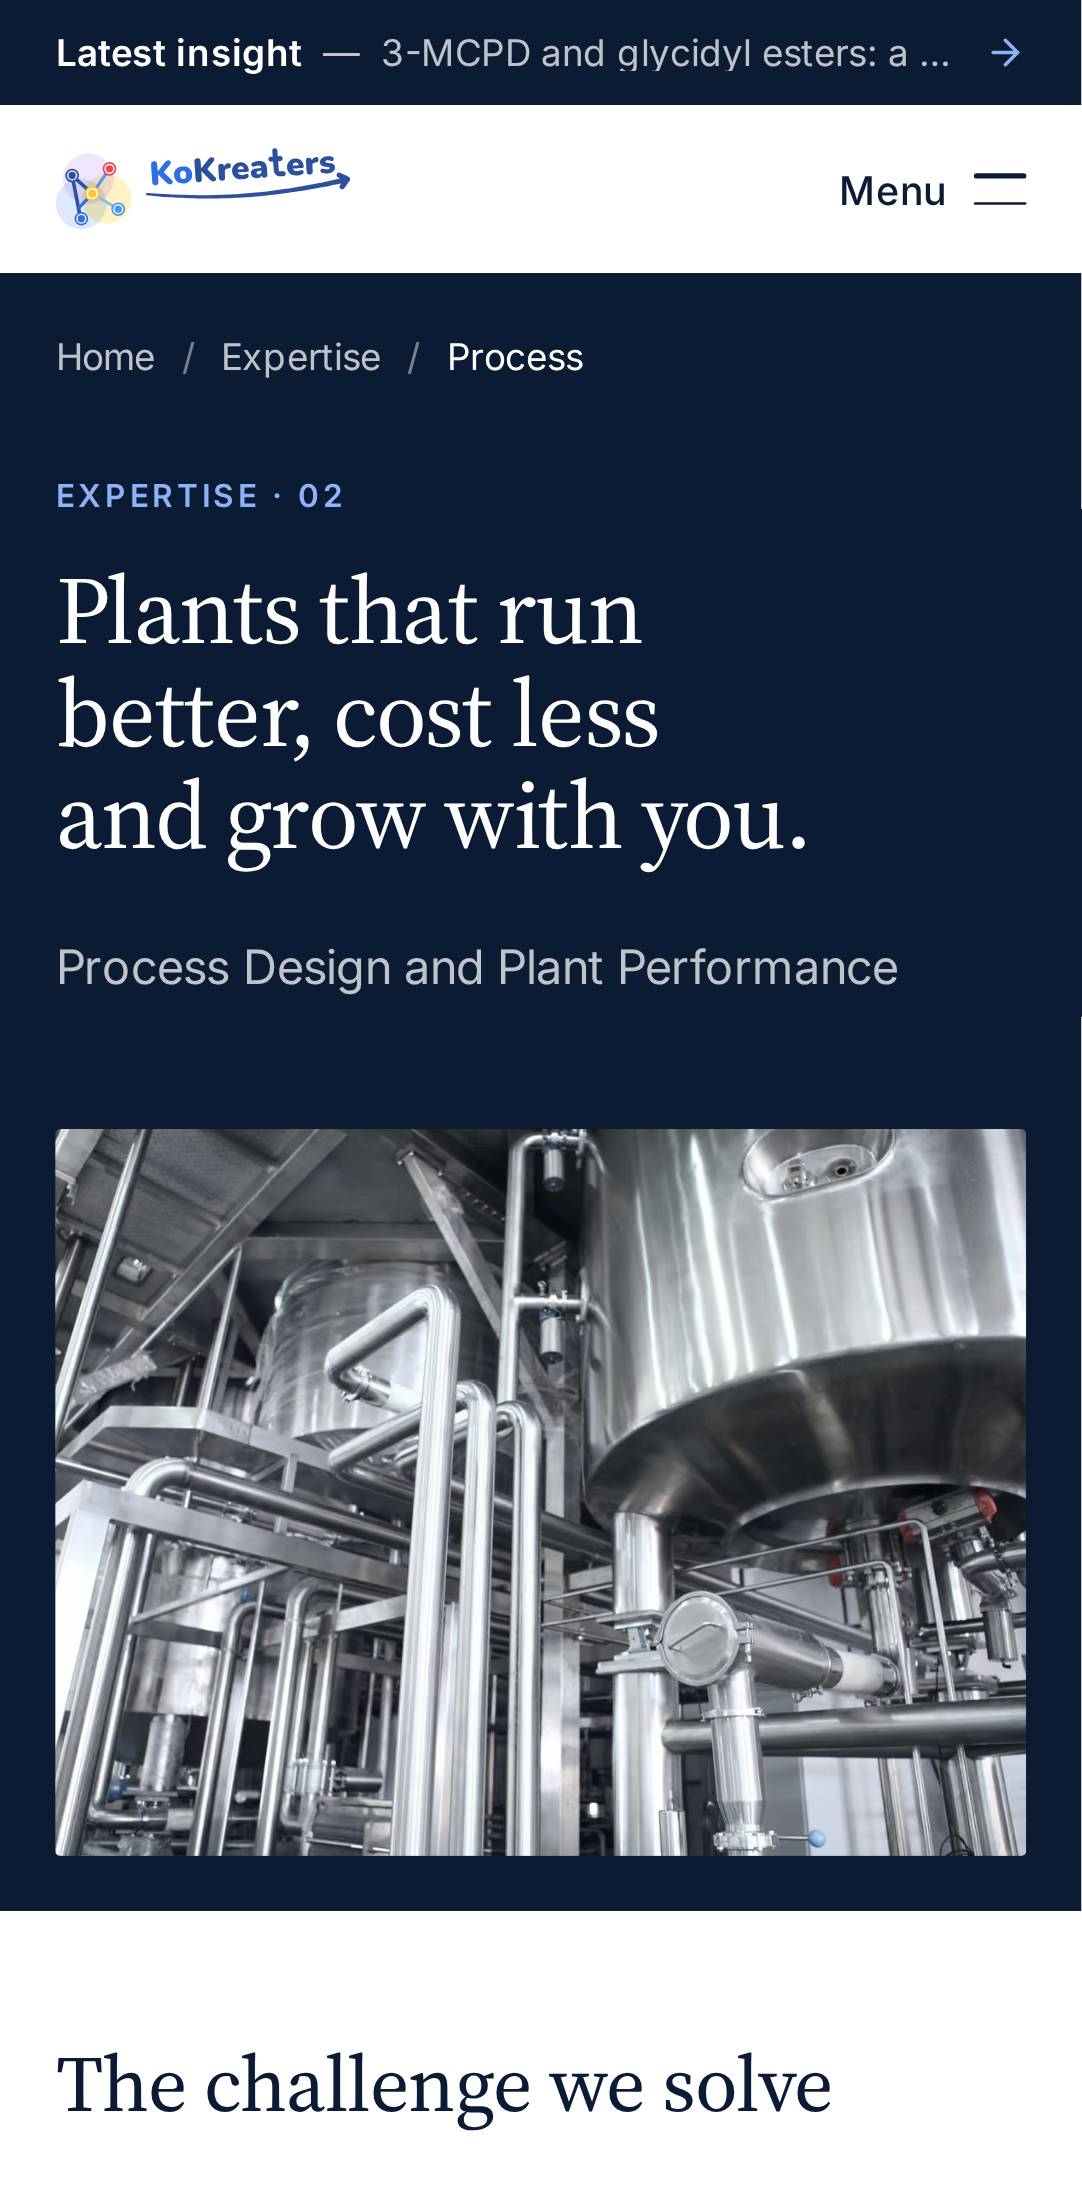 Latest insight — 3-MCPD and glycidyl esters: a ...
KoKreaters
Menu
Home / Expertise / Process
EXPERTISE · 02
Plants that run
better, cost less
and grow with you.
Process Design and Plant Performance
The challenge we solve